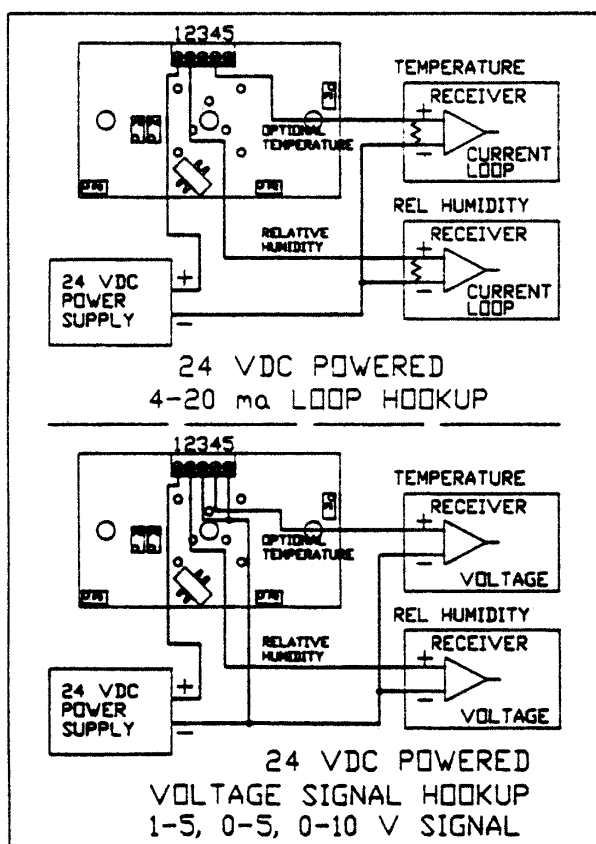 12345
TEMPERATURE
RECEIVER
+
OPTIONAL
TEMPERATURE
−
CURRENT
LOOP
REL HUMIDITY
RECEIVER
RELATIVE
HUMIDITY
+
−
CURRENT
LOOP
24 VDC
POWER
SUPPLY
+
−
24 VDC POWERED
4-20 ma LOOP HOOKUP
12345
TEMPERATURE
RECEIVER
+
OPTIONAL
TEMPERATURE
−
VOLTAGE
REL HUMIDITY
RECEIVER
RELATIVE
HUMIDITY
+
−
VOLTAGE
24 VDC
POWER
SUPPLY
+
−
24 VDC POWERED
VOLTAGE SIGNAL HOOKUP
1-5, 0-5, 0-10 V SIGNAL